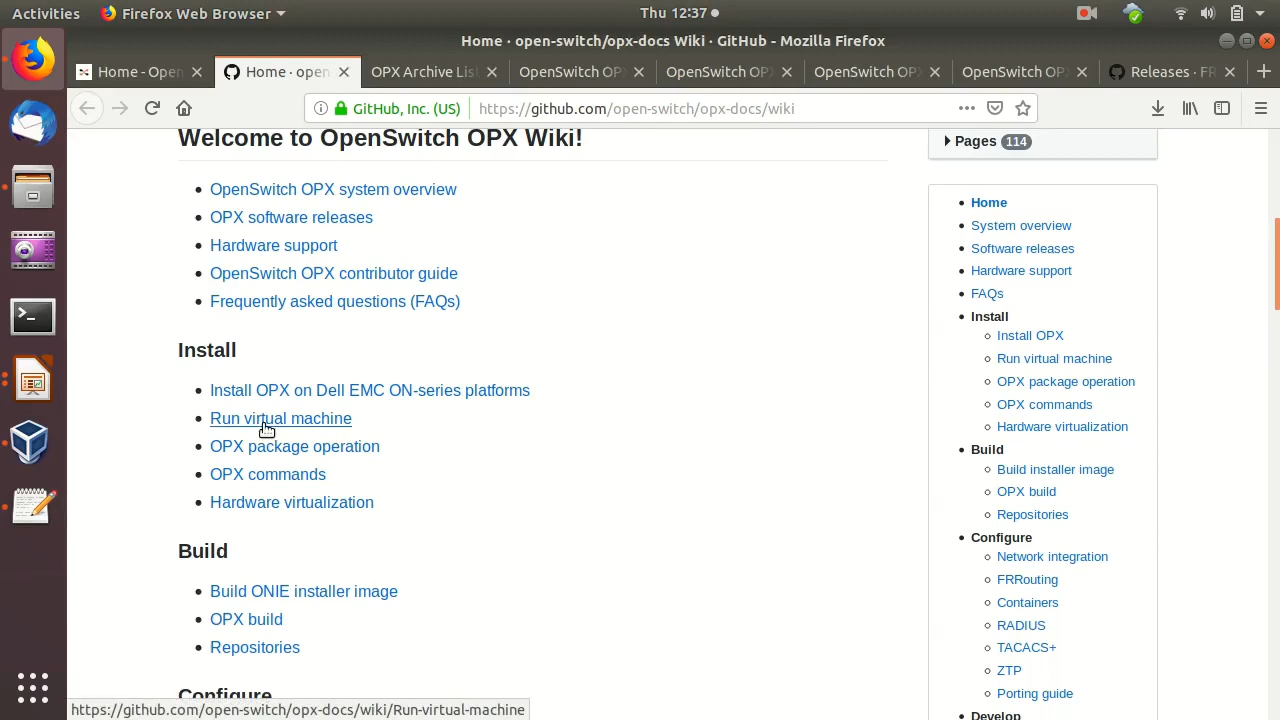 Activities
Firefox Web Browser
Thu 12:37
Home · open-switch/opx-docs Wiki · GitHub - Mozilla Firefox
Home - Open
Home · open
OPX Archive Lis
OpenSwitch OP
OpenSwitch OP
OpenSwitch OP
OpenSwitch OP
Releases · FR
GitHub, Inc. (US)
https://github.com/open-switch/opx-docs/wiki
Welcome to OpenSwitch OPX Wiki!
OpenSwitch OPX system overview
OPX software releases
Hardware support
OpenSwitch OPX contributor guide
Frequently asked questions (FAQs)
Install
Install OPX on Dell EMC ON-series platforms
Run virtual machine
OPX package operation
OPX commands
Hardware virtualization
Build
Build ONIE installer image
OPX build
Repositories
Configure
https://github.com/open-switch/opx-docs/wiki/Run-virtual-machine
Pages 114
Home
System overview
Software releases
Hardware support
FAQs
Install
Install OPX
Run virtual machine
OPX package operation
OPX commands
Hardware virtualization
Build
Build installer image
OPX build
Repositories
Configure
Network integration
FRRouting
Containers
RADIUS
TACACS+
ZTP
Porting guide
Develop